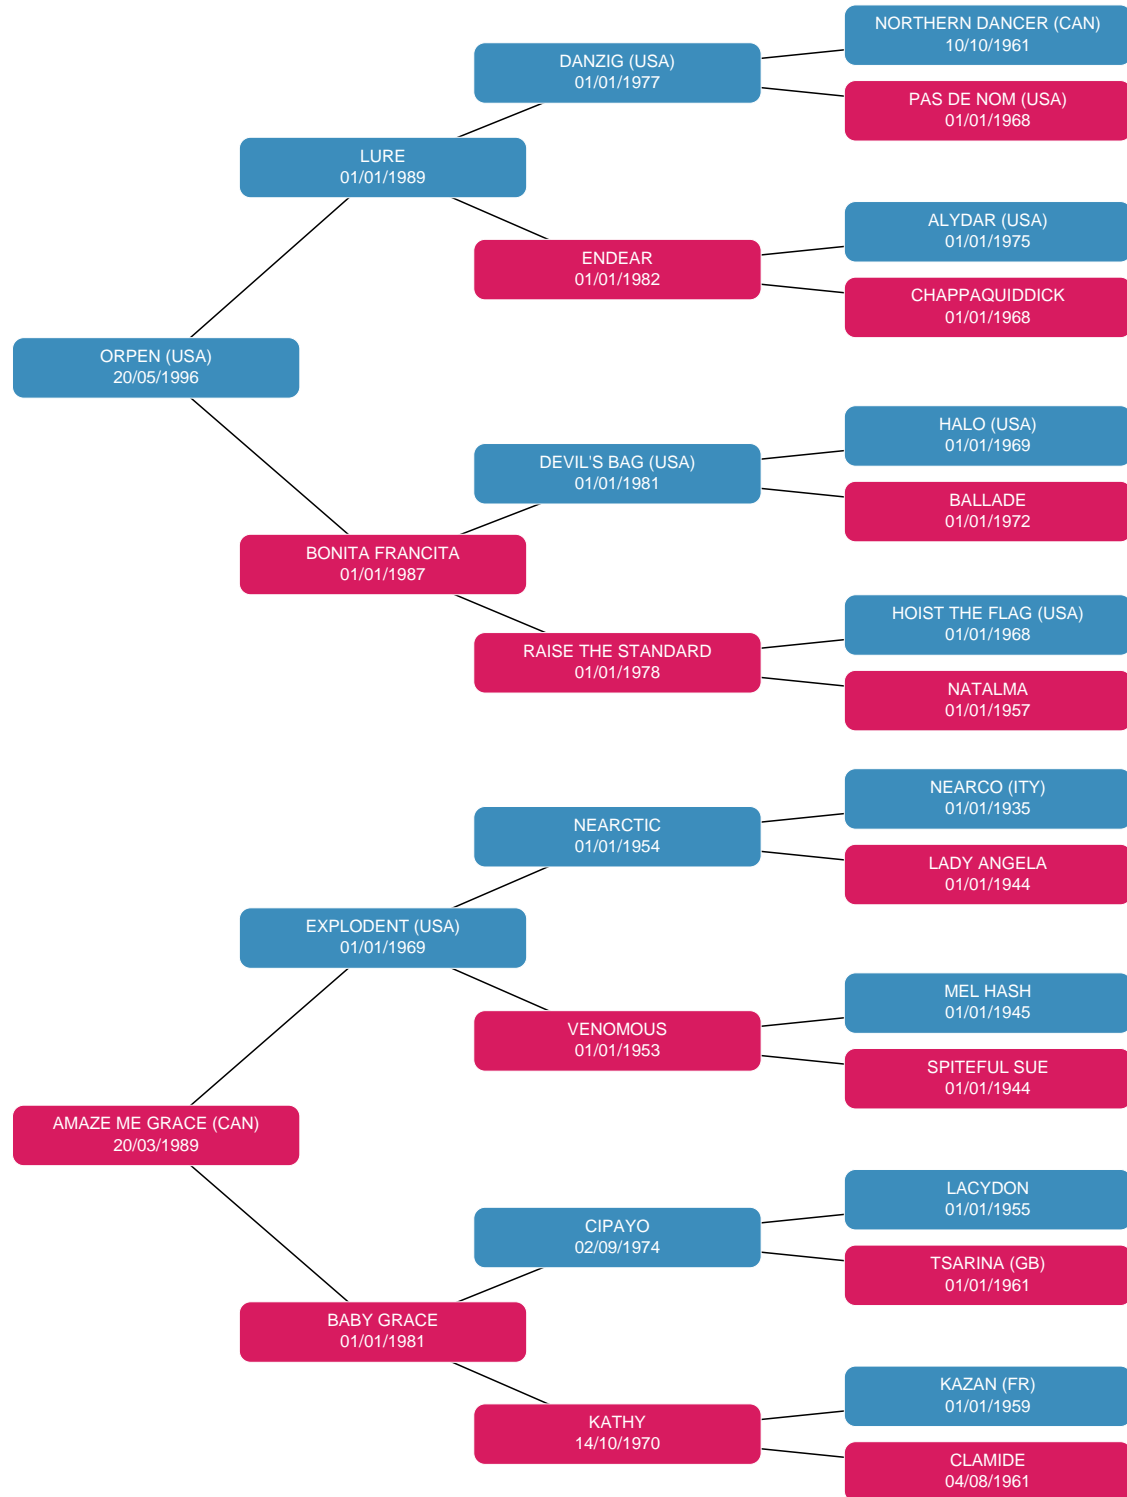 NORTHERN DANCER (CAN)
10/10/1961
DANZIG (USA)
01/01/1977
PAS DE NOM (USA)
01/01/1968
LURE
01/01/1989
ALYDAR (USA)
01/01/1975
ENDEAR
01/01/1982
CHAPPAQUIDDICK
01/01/1968
ORPEN (USA)
20/05/1996
HALO (USA)
01/01/1969
DEVIL'S BAG (USA)
01/01/1981
BALLADE
01/01/1972
BONITA FRANCITA
01/01/1987
HOIST THE FLAG (USA)
01/01/1968
RAISE THE STANDARD
01/01/1978
NATALMA
01/01/1957
NEARCO (ITY)
01/01/1935
NEARCTIC
01/01/1954
LADY ANGELA
01/01/1944
EXPLODENT (USA)
01/01/1969
MEL HASH
01/01/1945
VENOMOUS
01/01/1953
SPITEFUL SUE
01/01/1944
AMAZE ME GRACE (CAN)
20/03/1989
LACYDON
01/01/1955
CIPAYO
02/09/1974
TSARINA (GB)
01/01/1961
BABY GRACE
01/01/1981
KAZAN (FR)
01/01/1959
KATHY
14/10/1970
CLAMIDE
04/08/1961